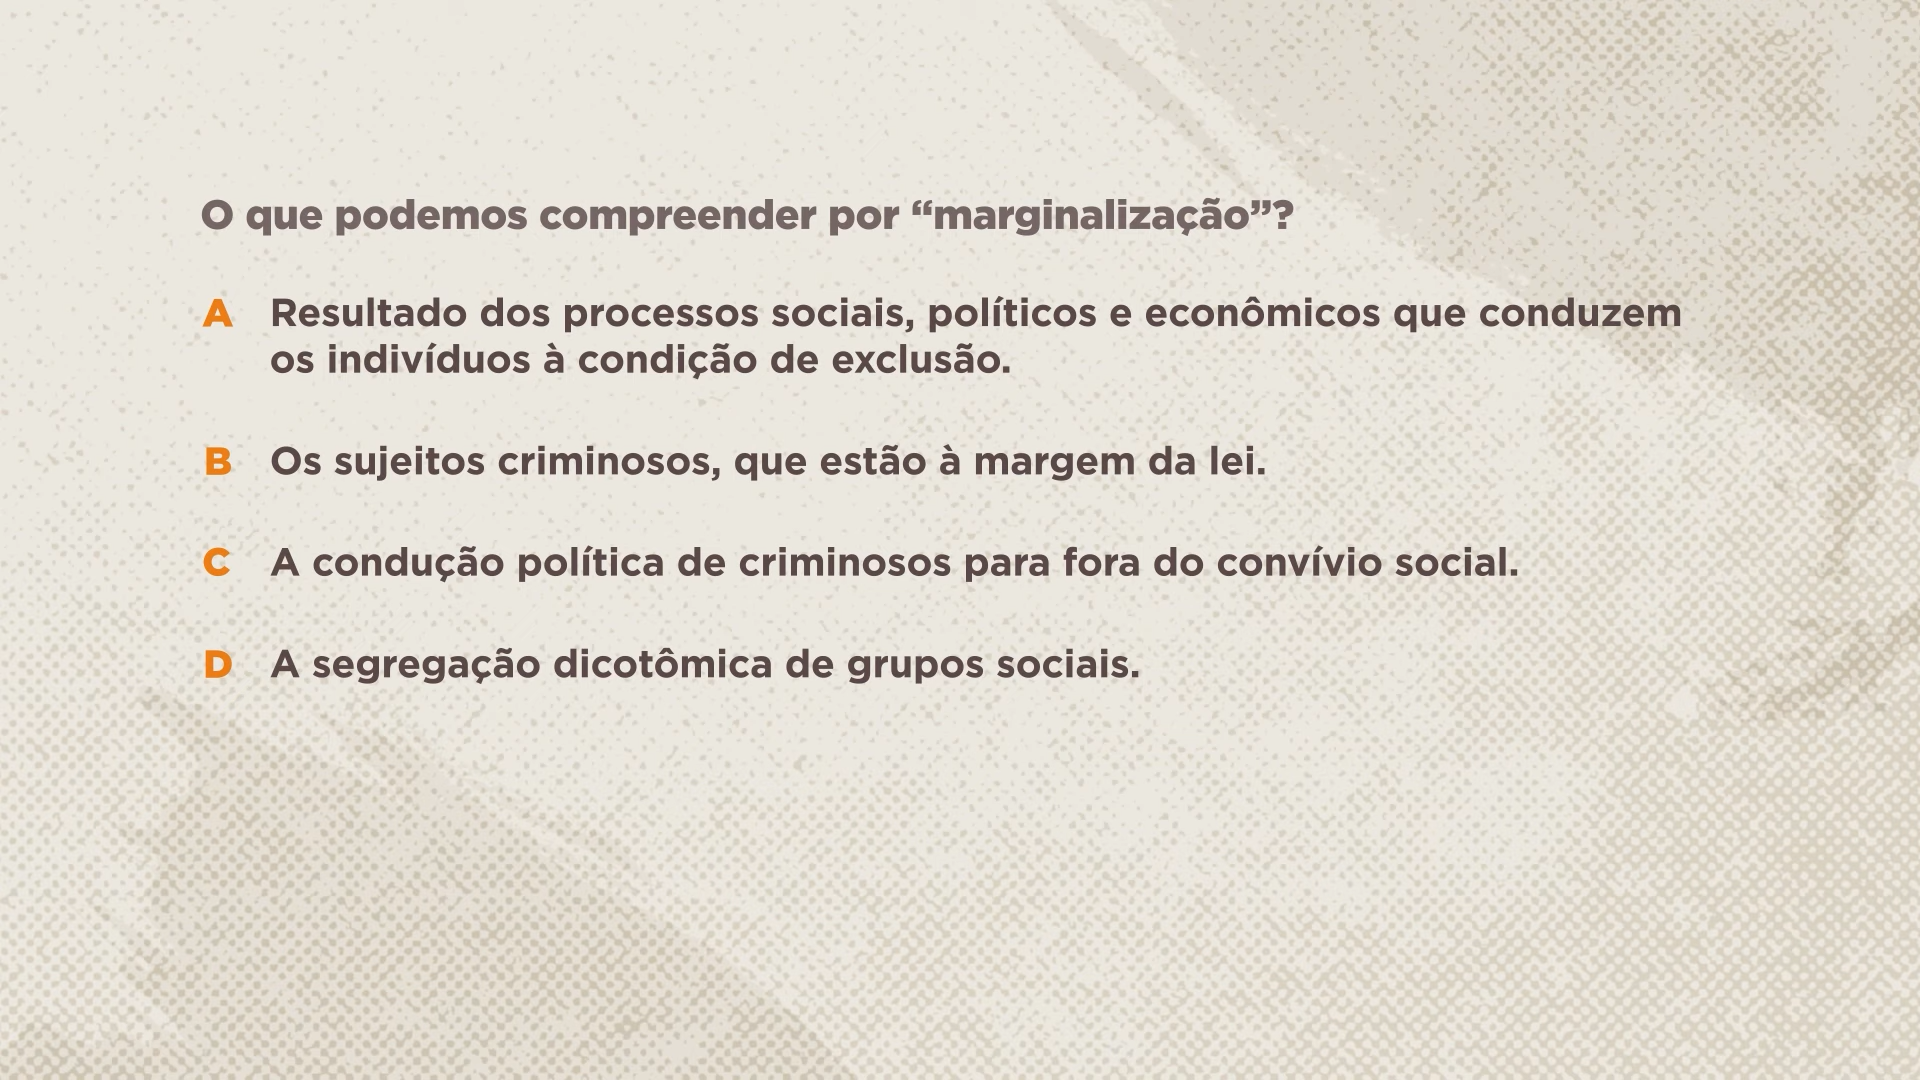 O que podemos compreender por “marginalização”?
A Resultado dos processos sociais, políticos e econômicos que conduzem
os indivíduos à condição de exclusão.
B Os sujeitos criminosos, que estão à margem da lei.
C A condução política de criminosos para fora do convívio social.
D A segregação dicotômica de grupos sociais.